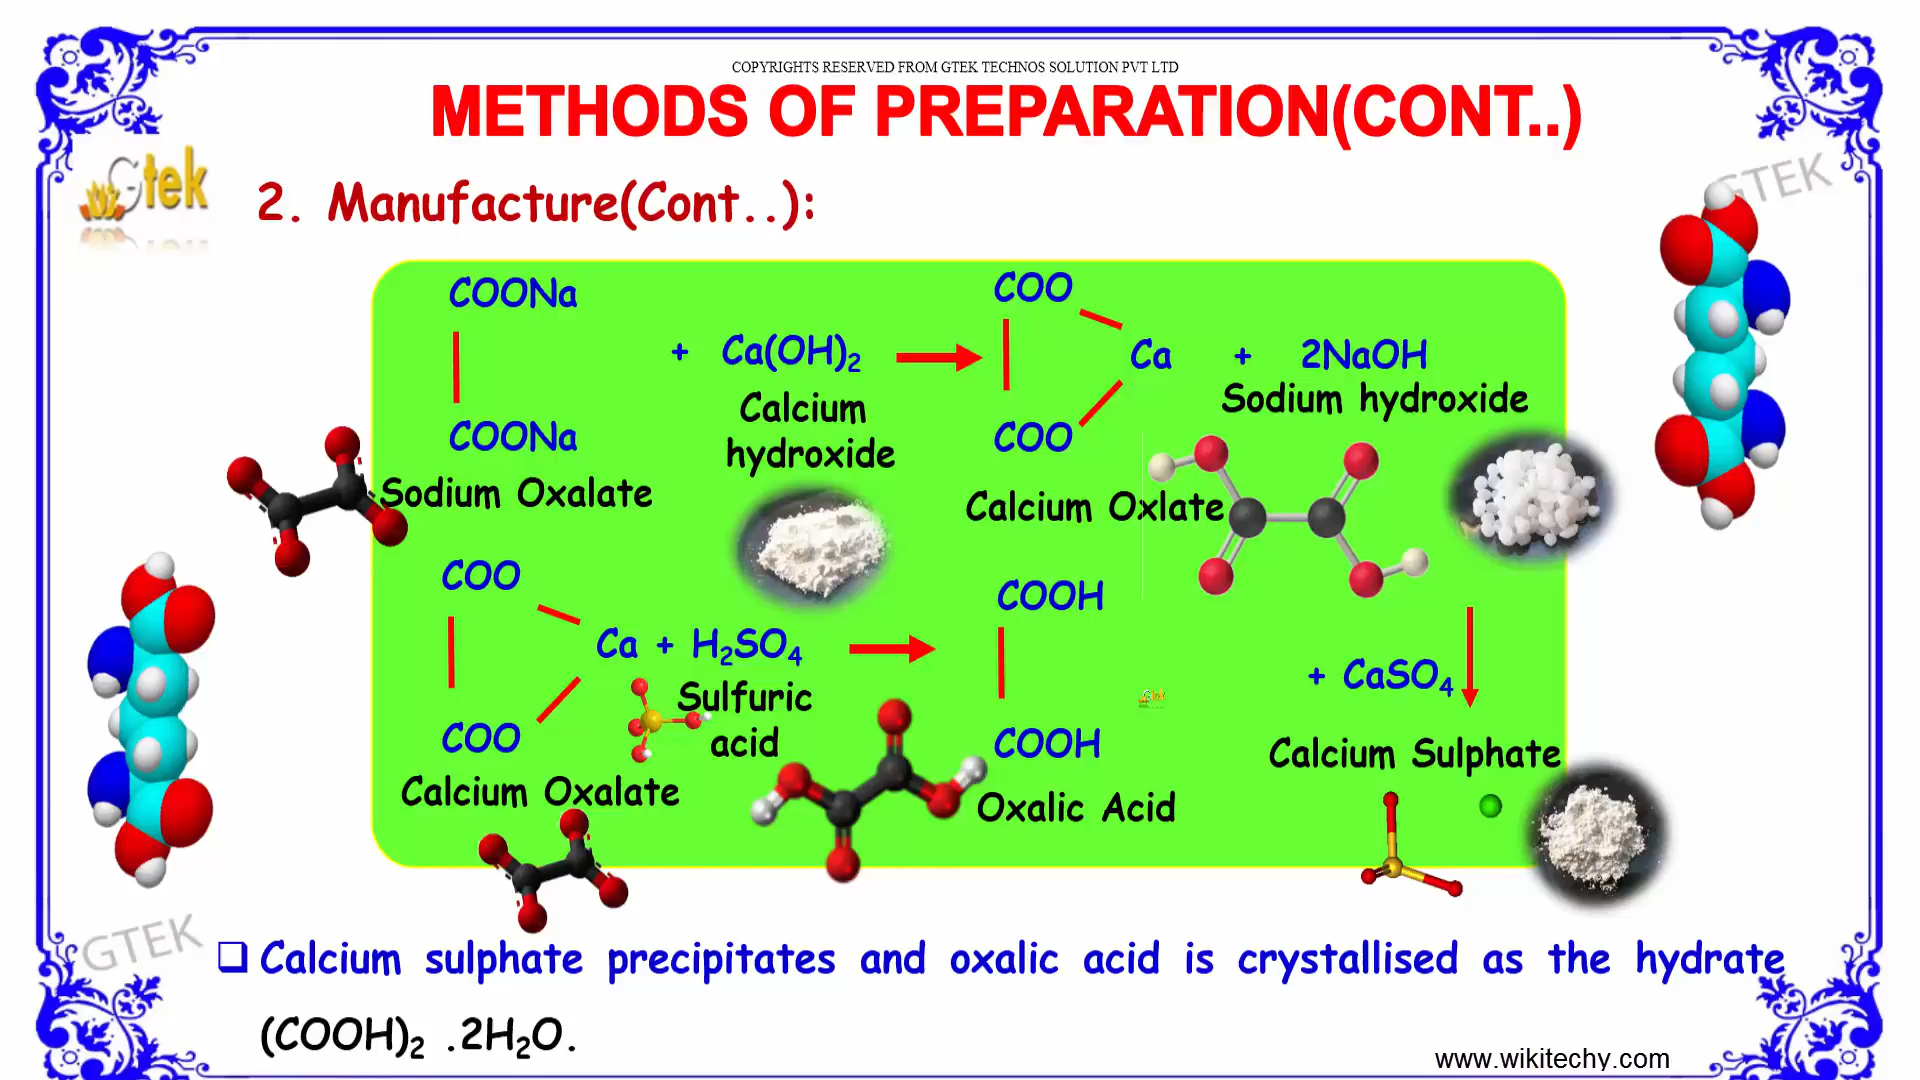 COPYRIGHTS RESERVED FROM GTEK TECHNOS SOLUTION PVT LTD
METHODS OF PREPARATION(CONT..)
Gtek
GTEK
2. Manufacture(Cont..):
COONa
COO
+ Ca(OH)₂
Ca + 2NaOH
Calcium
hydroxide
Sodium hydroxide
COONa
COO
Sodium Oxalate
Calcium Oxlate
COO
COOH
Ca + H₂SO₄
+ CaSO₄
Sulfuric
acid
Gtek
COO
COOH
Calcium Sulphate
Calcium Oxalate
Oxalic Acid
GTEK
❑ Calcium sulphate precipitates and oxalic acid is crystallised as the hydrate
(COOH)₂ .2H₂O.
www.wikitechy.com